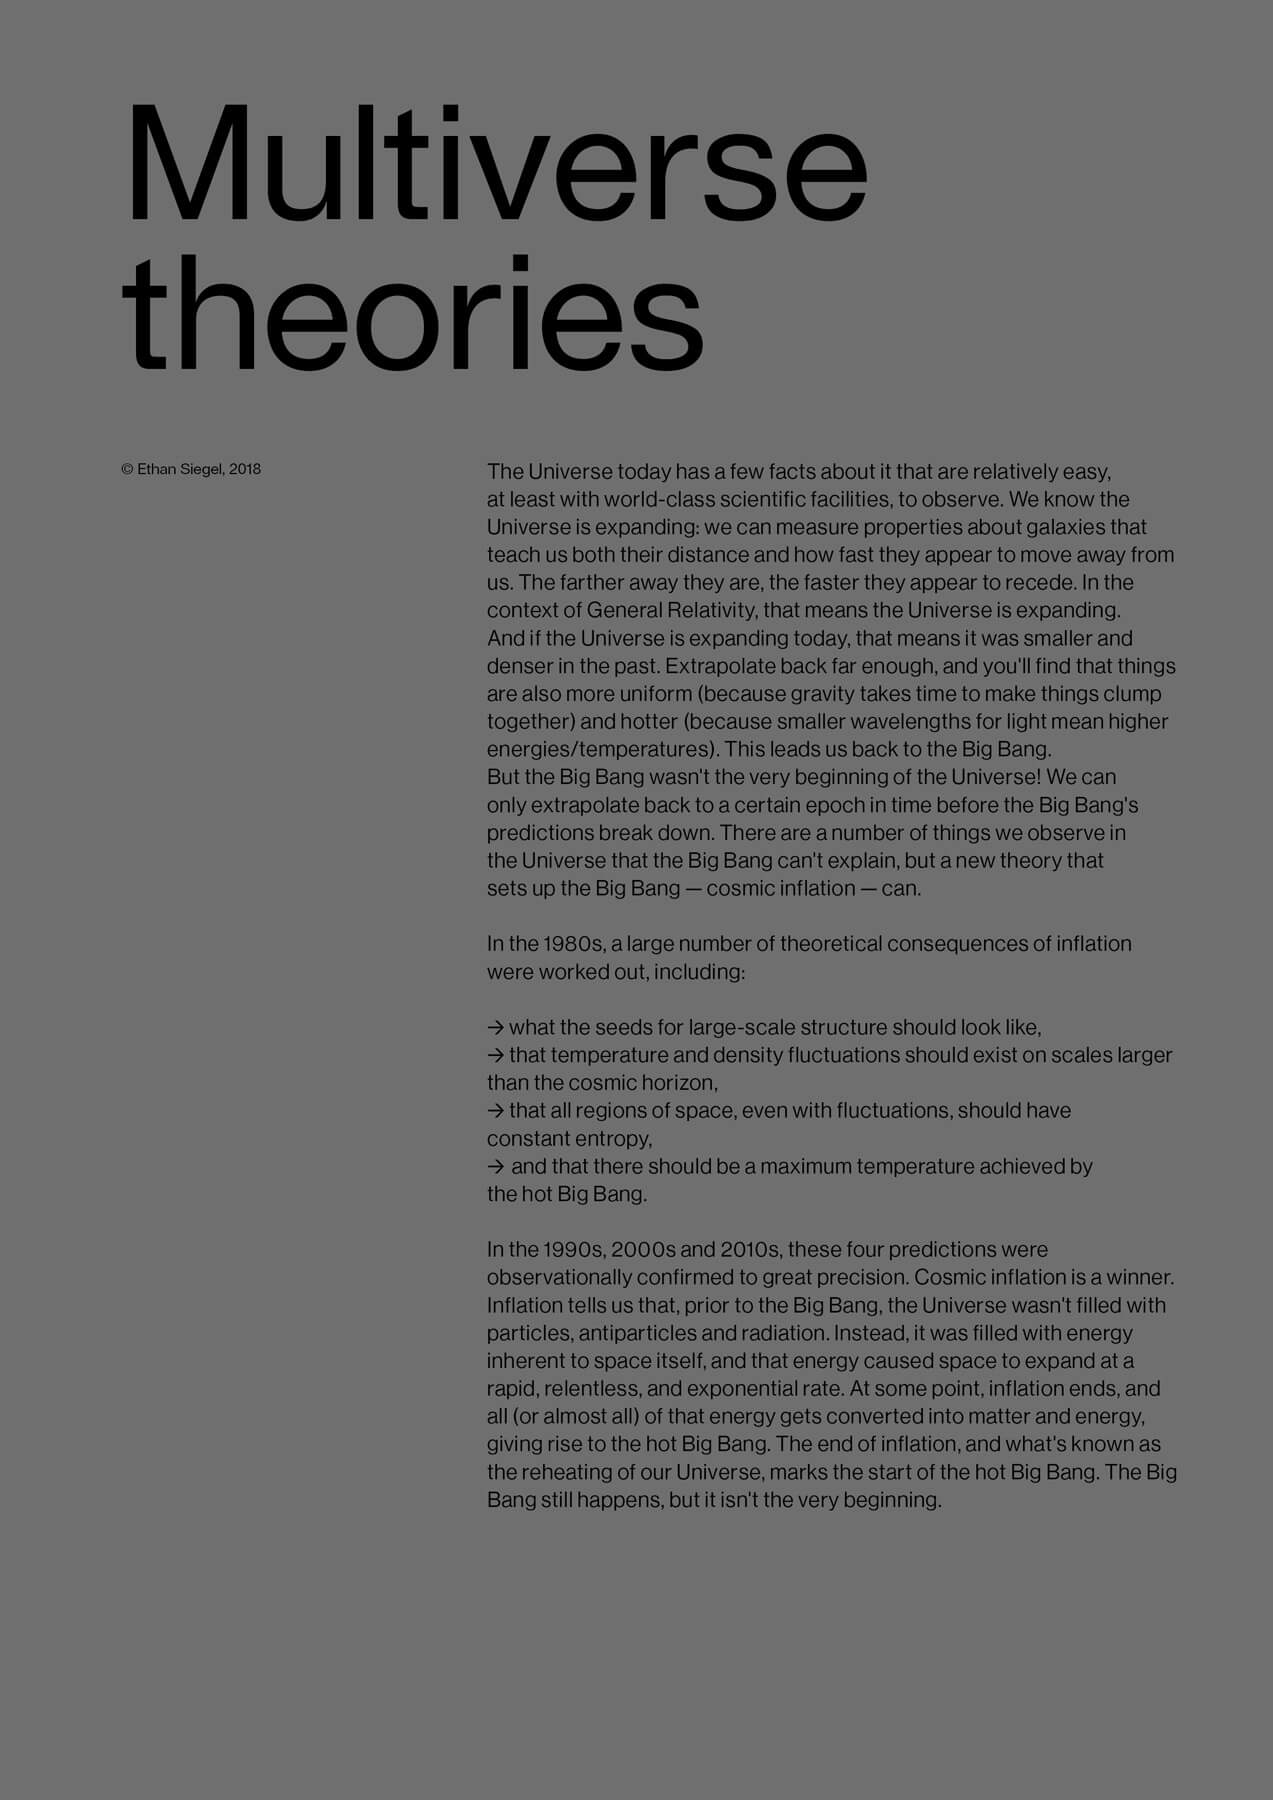 Multiverse
theories
© Ethan Siegel, 2018
The Universe today has a few facts about it that are relatively easy,
at least with world-class scientific facilities, to observe. We know the
Universe is expanding: we can measure properties about galaxies that
teach us both their distance and how fast they appear to move away from
us. The farther away they are, the faster they appear to recede. In the
context of General Relativity, that means the Universe is expanding.
And if the Universe is expanding today, that means it was smaller and
denser in the past. Extrapolate back far enough, and you'll find that things
are also more uniform (because gravity takes time to make things clump
together) and hotter (because smaller wavelengths for light mean higher
energies/temperatures). This leads us back to the Big Bang.
But the Big Bang wasn't the very beginning of the Universe! We can
only extrapolate back to a certain epoch in time before the Big Bang's
predictions break down. There are a number of things we observe in
the Universe that the Big Bang can't explain, but a new theory that
sets up the Big Bang — cosmic inflation — can.
In the 1980s, a large number of theoretical consequences of inflation
were worked out, including:
→ what the seeds for large-scale structure should look like,
→ that temperature and density fluctuations should exist on scales larger
than the cosmic horizon,
→ that all regions of space, even with fluctuations, should have
constant entropy,
→ and that there should be a maximum temperature achieved by
the hot Big Bang.
In the 1990s, 2000s and 2010s, these four predictions were
observationally confirmed to great precision. Cosmic inflation is a winner.
Inflation tells us that, prior to the Big Bang, the Universe wasn't filled with
particles, antiparticles and radiation. Instead, it was filled with energy
inherent to space itself, and that energy caused space to expand at a
rapid, relentless, and exponential rate. At some point, inflation ends, and
all (or almost all) of that energy gets converted into matter and energy,
giving rise to the hot Big Bang. The end of inflation, and what's known as
the reheating of our Universe, marks the start of the hot Big Bang. The Big
Bang still happens, but it isn't the very beginning.